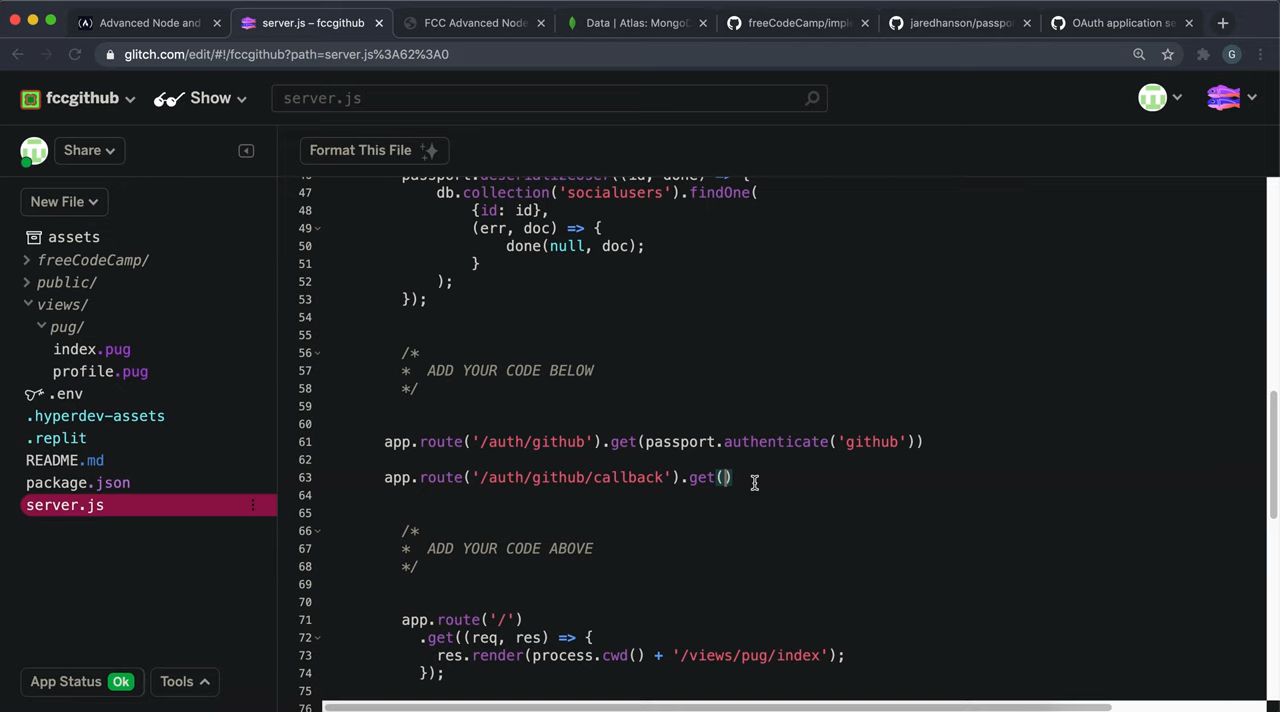 Advanced Node and
server.js – fccgithub
FCC Advanced Node
Data | Atlas: MongoD
freeCodeCamp/imple
jaredhanson/passpo
OAuth application se
glitch.com/edit/#!/fccgithub?path=server.js%3A62%3A0
G
fccgithub
Show
server.js
Share
Format This File
New File
assets
freeCodeCamp/
public/
views/
pug/
index.pug
profile.pug
.env
.hyperdev-assets
.replit
README.md
package.json
server.js
App Status Ok
Tools
46 passport.deserializeUser((id, done) => {
47 db.collection('socialusers').findOne(
48 {id: id},
49 (err, doc) => {
50 done(null, doc);
51 }
52 );
53 });
54
55
56 /*
57 * ADD YOUR CODE BELOW
58 */
59
60
61 app.route('/auth/github').get(passport.authenticate('github'))
62
63 app.route('/auth/github/callback').get()
64
65
66 /*
67 * ADD YOUR CODE ABOVE
68 */
69
70
71 app.route('/')
72 .get((req, res) => {
73 res.render(process.cwd() + '/views/pug/index');
74 });
75
76